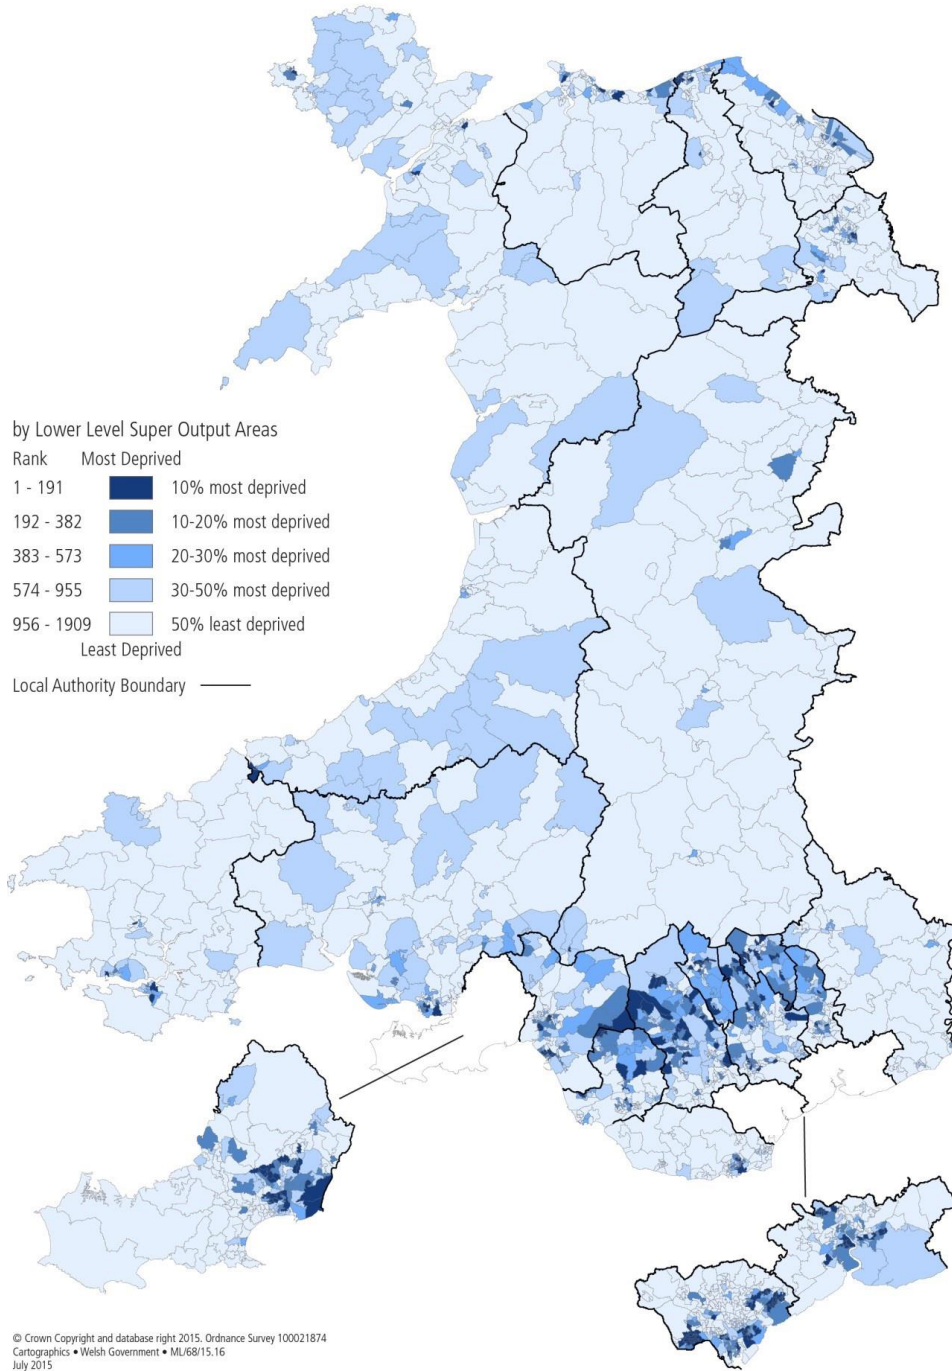 by Lower Level Super Output Areas
Rank Most Deprived
1 - 191 10% most deprived
192 - 382 10-20% most deprived
383 - 573 20-30% most deprived
574 - 955 30-50% most deprived
956 - 1909 50% least deprived
Least Deprived
Local Authority Boundary
© Crown Copyright and database right 2015. Ordnance Survey 100021874
Cartographics • Welsh Government • ML/68/15.16
July 2015